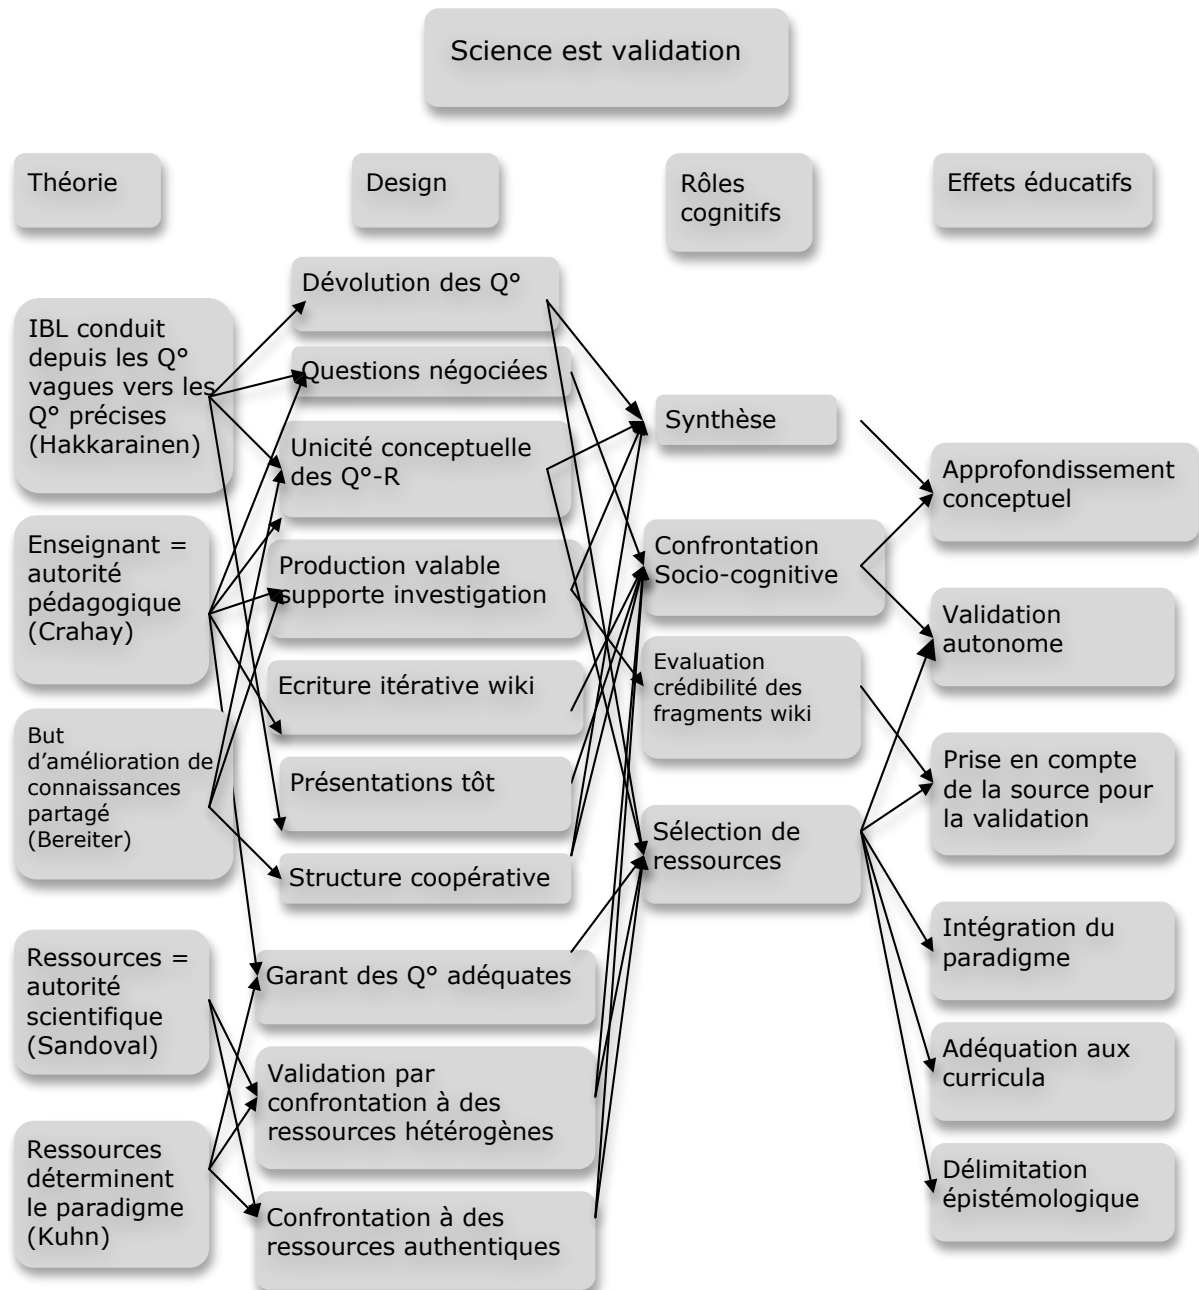 Science est validation
Théorie
Design
Rôles
cognitifs
Effets éducatifs
IBL conduit
depuis les Q°
vagues vers les
Q° précises
(Hakkarainen)
Enseignant =
autorité
pédagogique
(Crahay)
But
d’amélioration de
connaissances
partagé
(Bereiter)
Ressources =
autorité
scientifique
(Sandoval)
Ressources
déterminent
le paradigme
(Kuhn)
Dévolution des Q°
Questions négociées
Unicité conceptuelle
des Q°-R
Production valable
supporte investigation
Ecriture itérative wiki
Présentations tôt
Structure coopérative
Garant des Q° adéquates
Validation par
confrontation à des
ressources hétérogènes
Confrontation à des
ressources authentiques
Synthèse
Confrontation
Socio-cognitive
Evaluation
crédibilité des
fragments wiki
Sélection de
ressources
Approfondissement
conceptuel
Validation
autonome
Prise en compte
de la source pour
la validation
Intégration du
paradigme
Adéquation aux
curricula
Délimitation
épistémologique